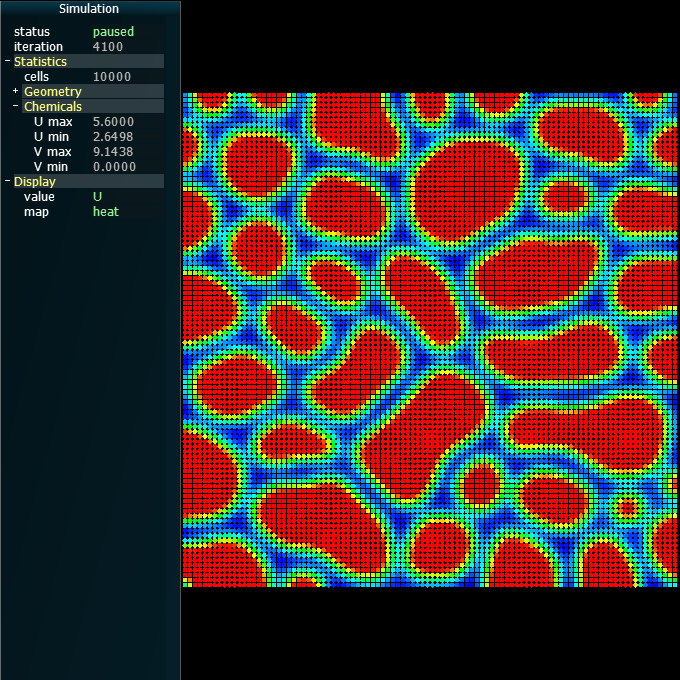 Simulation
status paused
iteration 4100
- Statistics
cells 10000
+ Geometry
- Chemicals
U max 5.6000
U min 2.6498
V max 9.1438
V min 0.0000
- Display
value U
map heat